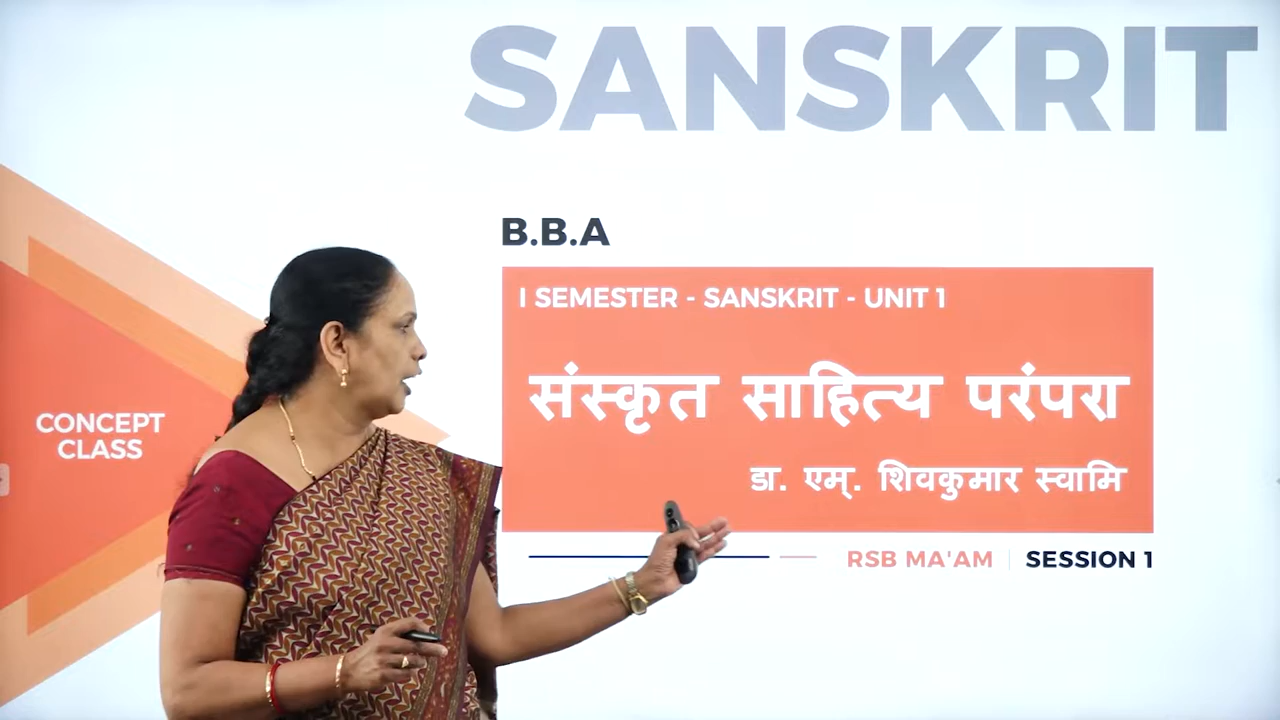 SANSKRIT
B.B.A
I SEMESTER - SANSKRIT - UNIT 1
संस्कृत साहित्य परंपरा
डा. एम्. शिवकुमार स्वामि
CONCEPT
CLASS
RSB MA'AM | SESSION 1